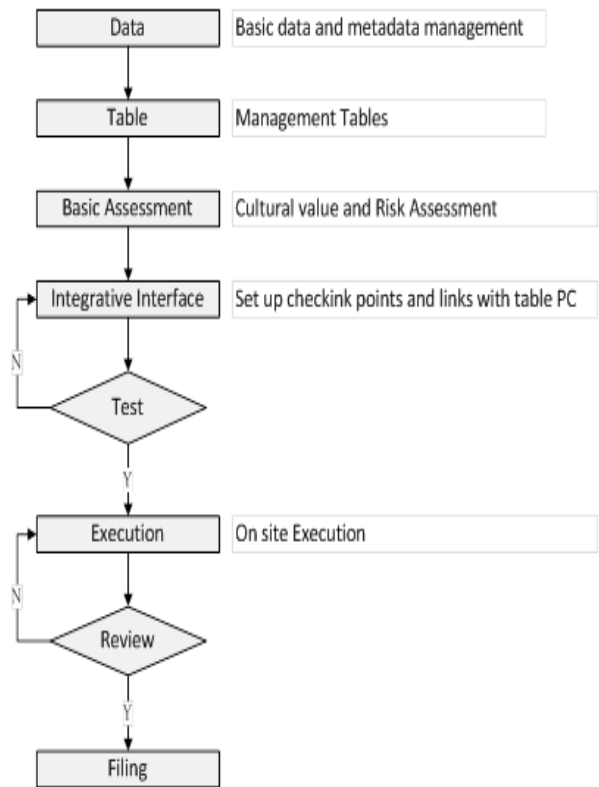 Data
Basic data and metadata management
Table
Management Tables
Basic Assessment
Cultural value and Risk Assessment
Integrative Interface
Set up checkink points and links with table PC
N
Test
Y
Execution
On site Execution
N
Review
Y
Filing